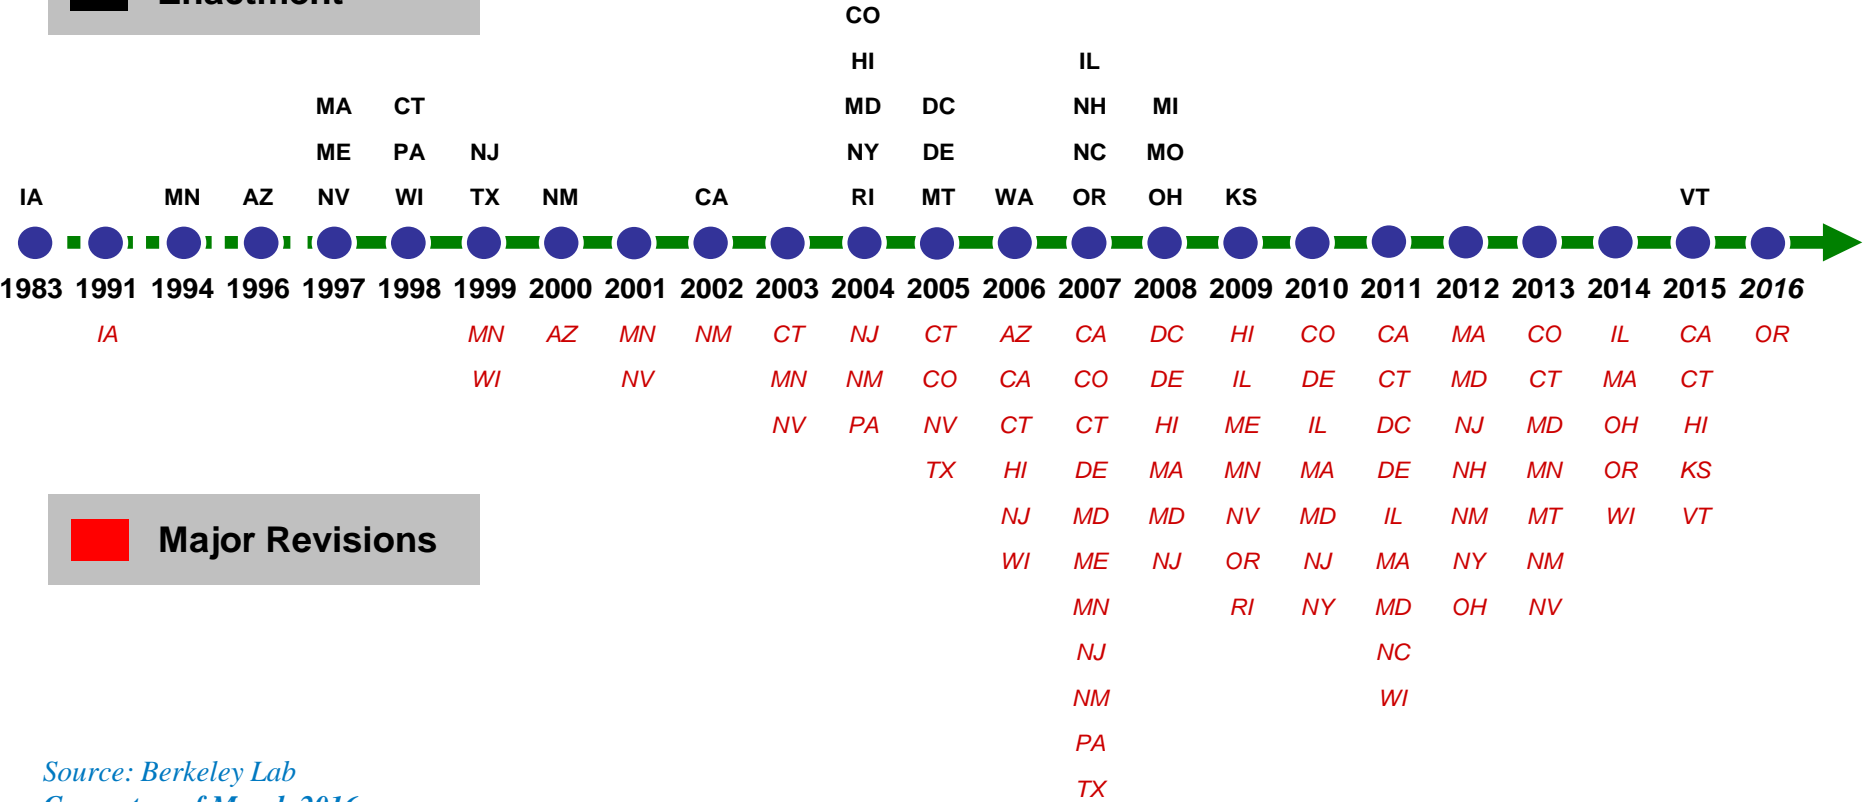 Enactment
CO
HI IL
MA CT MD DC NH MI
ME PA NJ NY DE NC MO
IA MN AZ NV WI TX NM CA RI MT WA OR OH KS VT
1983 1991 1994 1996 1997 1998 1999 2000 2001 2002 2003 2004 2005 2006 2007 2008 2009 2010 2011 2012 2013 2014 2015 2016
IA MN AZ MN NM CT NJ CT AZ CA DC HI CO CA MA CO IL CA OR
WI NV MN NM CO CA CO DE IL DE CT MD CT MA CT
NV PA NV CT CT HI ME IL DC NJ MD OH HI
TX HI DE MA MN MA DE NH MN OR KS
NJ MD MD NV MD IL NM MT WI VT
Major Revisions
WI ME NJ OR NJ MA NY NM
MN RI NY MD OH NV
NJ NC
NM WI
PA
Source: Berkeley Lab
TX
Current as of March 2016